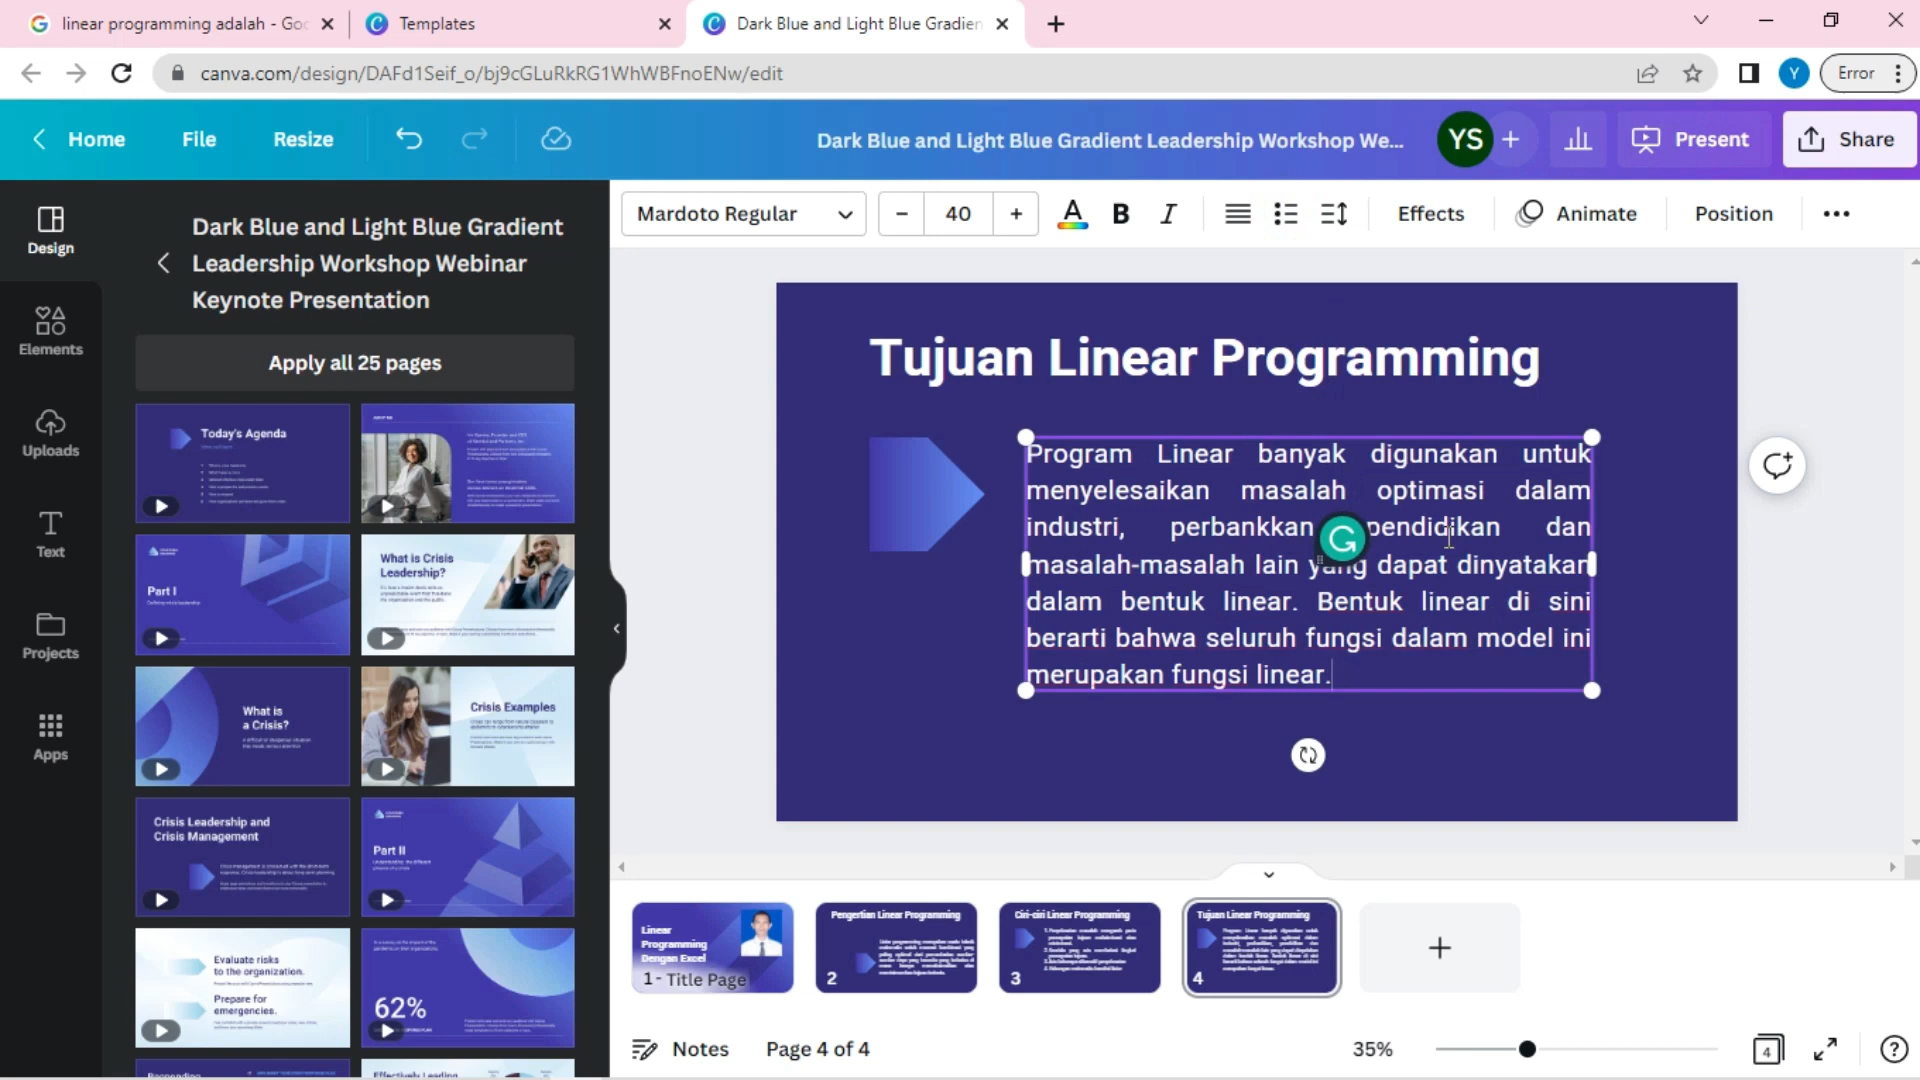 linear programming adalah - Goo
Templates
Dark Blue and Light Blue Gradien
canva.com/design/DAFd1Seif_o/bj9cGLuRkRG1WhWBFnoENw/edit
Y
Error
Home
File
Resize
Dark Blue and Light Blue Gradient Leadership Workshop We...
YS
Present
Share
Design
Elements
Uploads
Text
Projects
Apps
Dark Blue and Light Blue Gradient
Leadership Workshop Webinar
Keynote Presentation
Apply all 25 pages
Today's Agenda
Part I
Defining crisis leadership
What is Crisis
Leadership?
What is
a Crisis?
Crisis Examples
Crisis Leadership and
Crisis Management
Part II
Evaluate risks
to the organization.
Prepare for
emergencies.
62%
Responding
Effectively Leading
Mardoto Regular
40
B
I
Effects
Animate
Position
Tujuan Linear Programming
Program Linear banyak digunakan untuk
menyelesaikan masalah optimasi dalam
industri, perbankkan pendidikan dan
masalah-masalah lain yang dapat dinyatakan
dalam bentuk linear. Bentuk linear di sini
berarti bahwa seluruh fungsi dalam model ini
merupakan fungsi linear.
Linear
Programming
Dengan Excel
1 - Title Page
Pengertian Linear Programming
2
Ciri-ciri Linear Programming
3
Tujuan Linear Programming
4
Notes
Page 4 of 4
35%
4